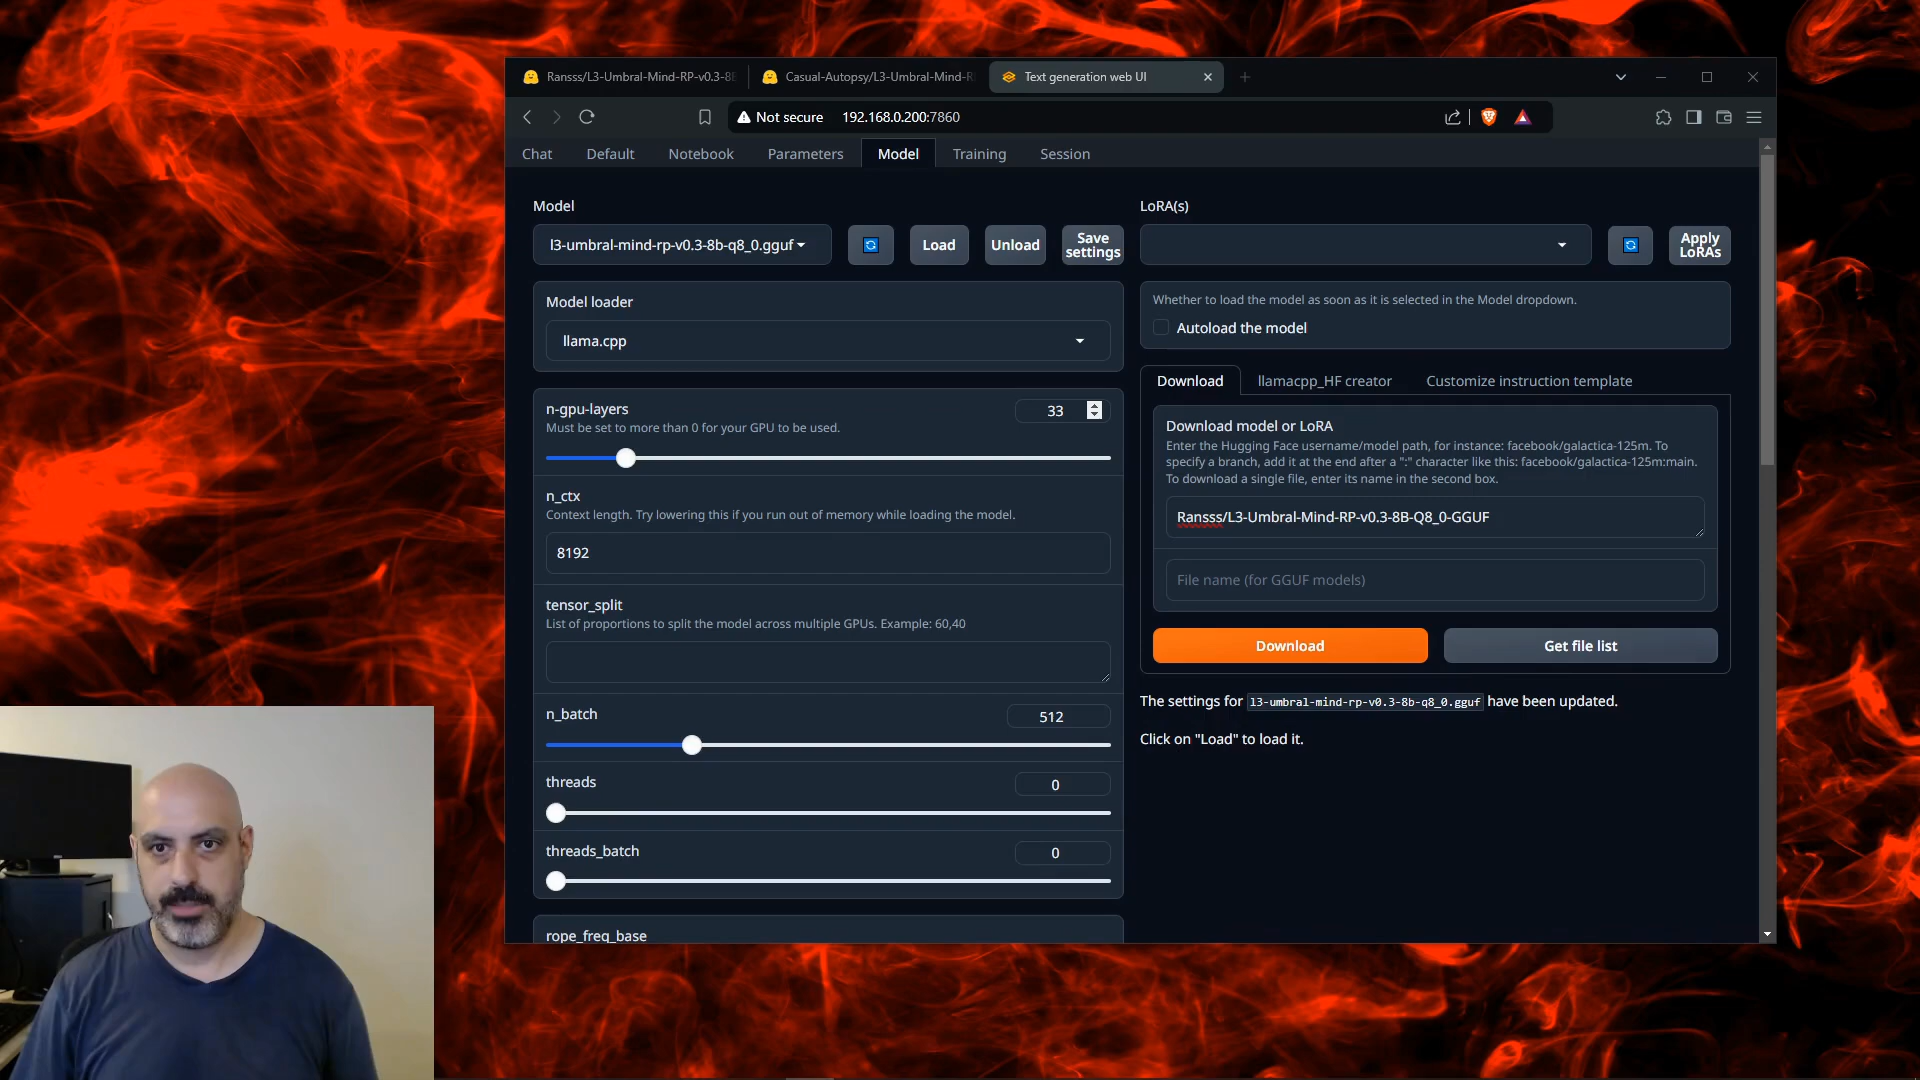 Ransss/L3-Umbral-Mind-RP-v0.3-8B
Casual-Autopsy/L3-Umbral-Mind-R
Text generation web UI
Not secure 192.168.0.200:7860
Chat Default Notebook Parameters Model Training Session
Model
l3-umbral-mind-rp-v0.3-8b-q8_0.gguf
Load
Unload
Save settings
LoRA(s)
Apply LoRAs
Model loader
llama.cpp
n-gpu-layers
33
Must be set to more than 0 for your GPU to be used.
n_ctx
Context length. Try lowering this if you run out of memory while loading the model.
8192
tensor_split
List of proportions to split the model across multiple GPUs. Example: 60,40
n_batch
512
threads
0
threads_batch
0
rope_freq_base
Whether to load the model as soon as it is selected in the Model dropdown.
Autoload the model
Download llamacpp_HF creator Customize instruction template
Download model or LoRA
Enter the Hugging Face username/model path, for instance: facebook/galactica-125m. To
specify a branch, add it at the end after a ":" character like this: facebook/galactica-125m:main.
To download a single file, enter its name in the second box.
Ransss/L3-Umbral-Mind-RP-v0.3-8B-Q8_0-GGUF
File name (for GGUF models)
Download
Get file list
The settings for l3-umbral-mind-rp-v0.3-8b-q8_0.gguf have been updated.
Click on "Load" to load it.